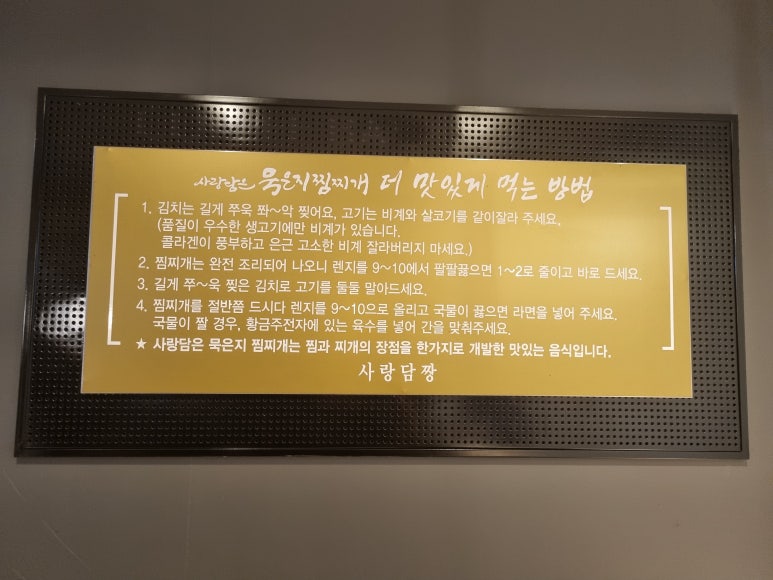 사랑담은 묵은지찜찌개 더 맛있게 먹는 방법
1. 김치는 길게 쭈욱 쫘~악 찢어요, 고기는 비계와 살코기를 같이잘라 주세요.
(품질이 우수한 생고기에만 비계가 있습니다.
콜라겐이 풍부하고 은근 고소한 비계 잘라버리지 마세요.)
2. 찜찌개는 완전 조리되어 나오니 렌지를 9~10에서 팔팔끓으면 1~2로 줄이고 바로 드세요.
3. 길게 쭈~욱 찢은 김치로 고기를 둘둘 말아드세요.
4. 찜찌개를 절반쯤 드시다 렌지를 9~10으로 올리고 국물이 끓으면 라면을 넣어 주세요.
국물이 짤 경우, 황금주전자에 있는 육수를 넣어 간을 맞춰주세요.
★ 사랑담은 묵은지 찜찌개는 찜과 찌개의 장점을 한가지로 개발한 맛있는 음식입니다.
사랑담짱